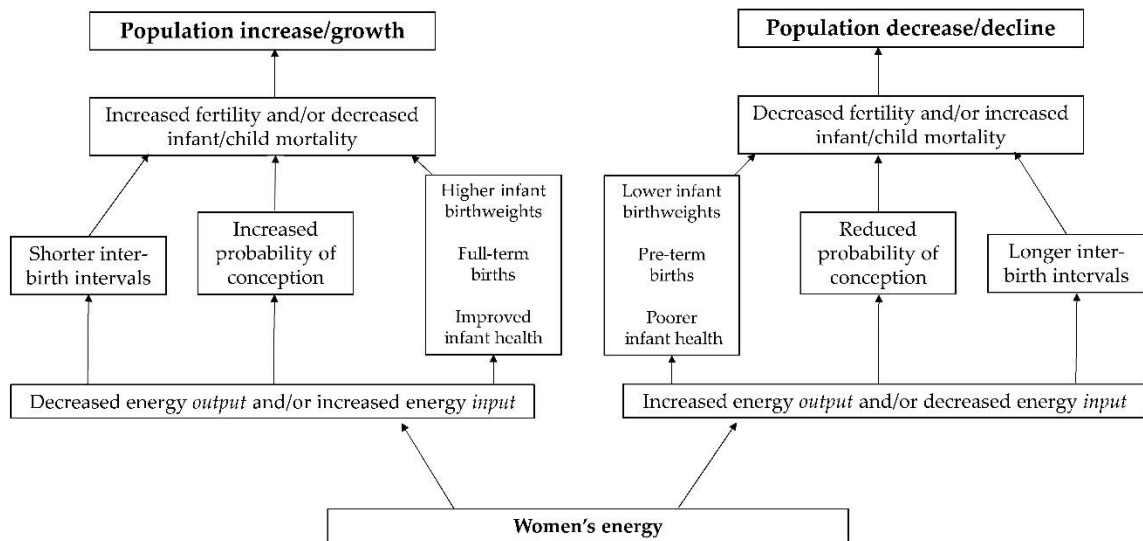 Population increase/growth
Population decrease/decline
Increased fertility and/or decreased
infant/child mortality
Decreased fertility and/or increased
infant/child mortality
Shorter inter-
birth intervals
Increased
probability of
conception
Higher infant
birthweights
Full-term
births
Improved
infant health
Lower infant
birthweights
Pre-term
births
Poorer
infant health
Reduced
probability of
conception
Longer inter-
birth intervals
Decreased energy output and/or increased energy input
Increased energy output and/or decreased energy input
Women's energy